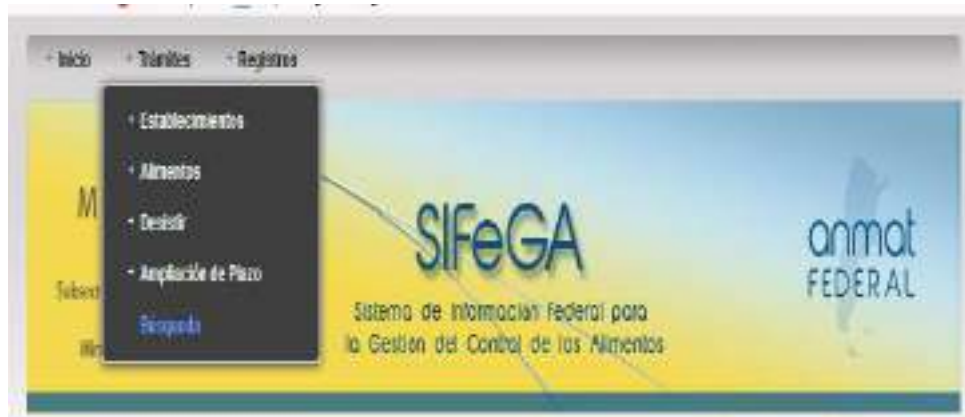 Inicio
Trámites
Registros
Establecimientos
Alimentos
Desistir
Ampliación de Plazo
Búsqueda
M
Subsecr
SIFeGA
Sistema de Información Federal para
la Gestión del Control de los Alimentos
anmat
FEDERAL